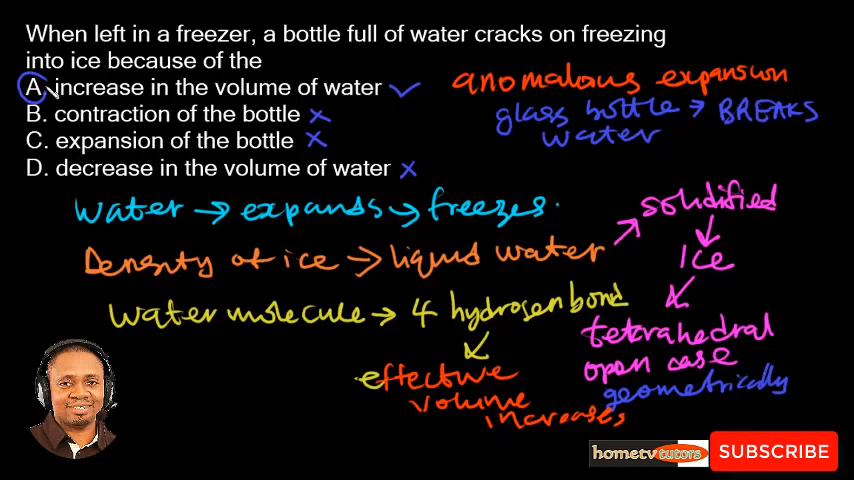 When left in a freezer, a bottle full of water cracks on freezing
into ice because of the
A. increase in the volume of water
B. contraction of the bottle
C. expansion of the bottle
D. decrease in the volume of water
anomalous expansion
glass bottle → BREAKS
water
water → expands → freezes.
Density of ice → liquid water
solidified
Ice
tetrahedral
open case
geometrically
water molecule → 4 hydrogen bond
effective
volume
increases
hometvtutors
SUBSCRIBE